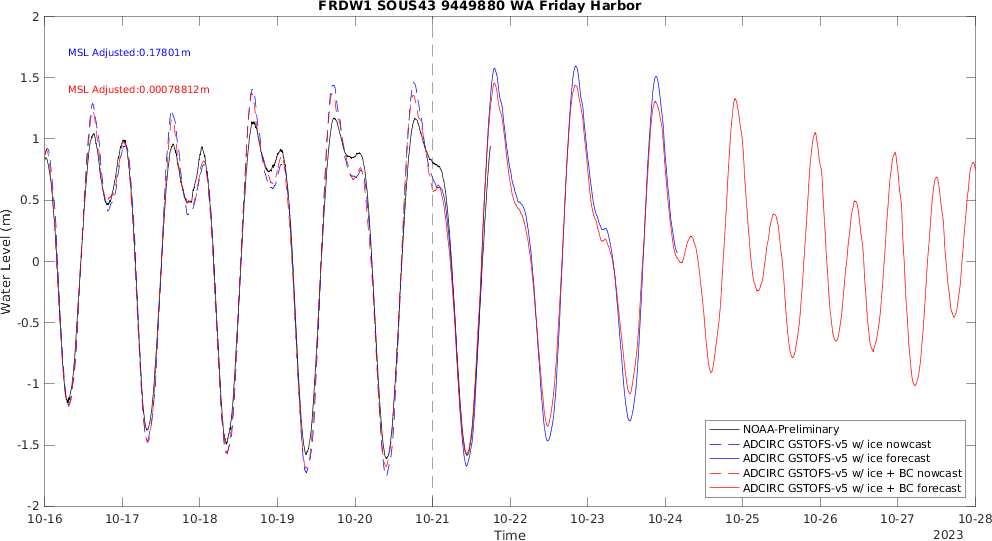 FRDW1 SOUS43 9449880 WA Friday Harbor
2
MSL Adjusted:0.17801m
1.5
MSL Adjusted:0.00078812m
1
0.5
Water Level (m)
0
-0.5
-1
-1.5
-2
NOAA-Preliminary
ADCIRC GSTOFS-v5 w/ ice nowcast
ADCIRC GSTOFS-v5 w/ ice forecast
ADCIRC GSTOFS-v5 w/ ice + BC nowcast
ADCIRC GSTOFS-v5 w/ ice + BC forecast
10-16 10-17 10-18 10-19 10-20 10-21 10-22 10-23 10-24 10-25 10-26 10-27 10-28
Time
2023